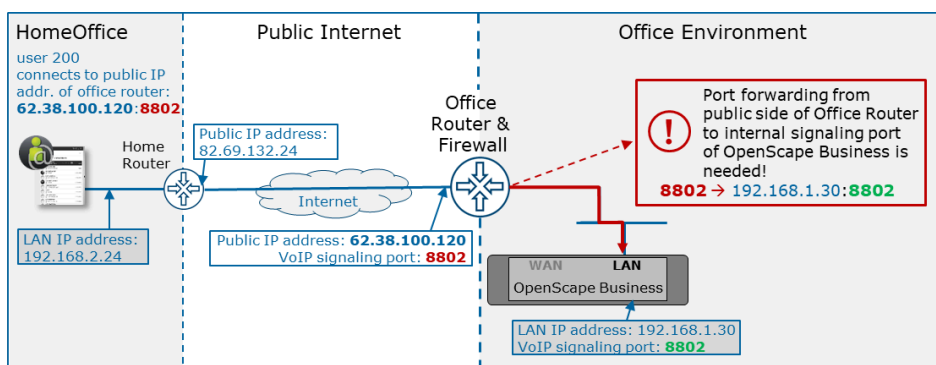 HomeOffice
Public Internet
Office Environment
user 200
connects to public IP
addr. of office router:
62.38.100.120:8802
Home
Router
Public IP address:
82.69.132.24
Office
Router &
Firewall
Port forwarding from
public side of Office Router
to internal signaling port
of OpenScape Business is
needed!
8802 → 192.168.1.30:8802
Internet
LAN IP address:
192.168.2.24
Public IP address: 62.38.100.120
VoIP signaling port: 8802
WAN LAN
OpenScape Business
LAN IP address: 192.168.1.30
VoIP signaling port: 8802